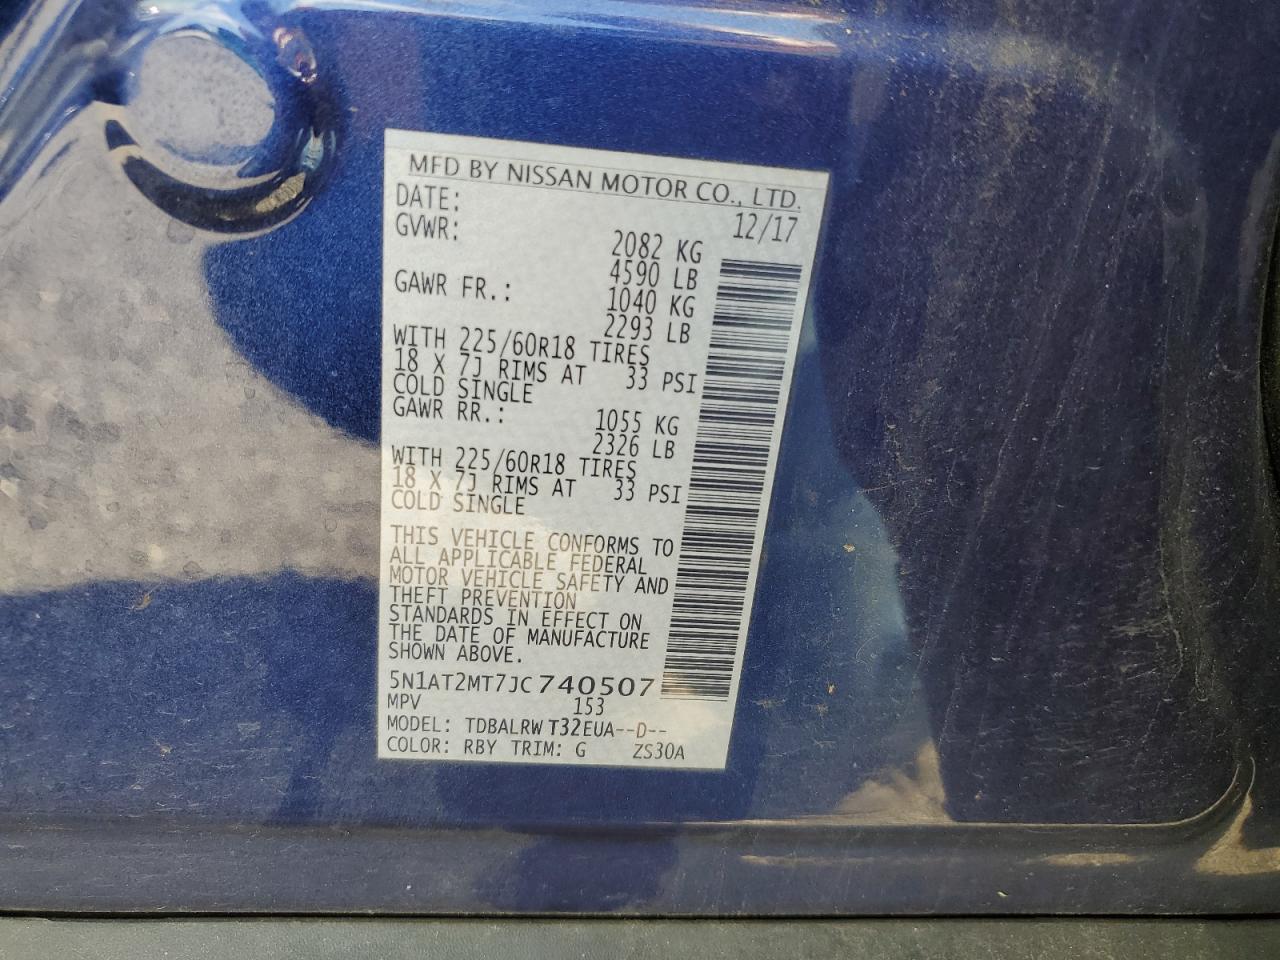 MFD BY NISSAN MOTOR CO., LTD.
DATE: 12/17
GVWR: 2082 KG
4590 LB
GAWR FR.: 1040 KG
2293 LB
WITH 225/60R18 TIRES
18 X 7J RIMS AT 33 PSI
COLD SINGLE
GAWR RR.: 1055 KG
2326 LB
WITH 225/60R18 TIRES
18 X 7J RIMS AT 33 PSI
COLD SINGLE
THIS VEHICLE CONFORMS TO
ALL APPLICABLE FEDERAL
MOTOR VEHICLE SAFETY AND
THEFT PREVENTION
STANDARDS IN EFFECT ON
THE DATE OF MANUFACTURE
SHOWN ABOVE.
5N1AT2MT7JC740507
MPV 153
MODEL: TDBALRW T32EUA--D--
COLOR: RBY TRIM: G ZS30A